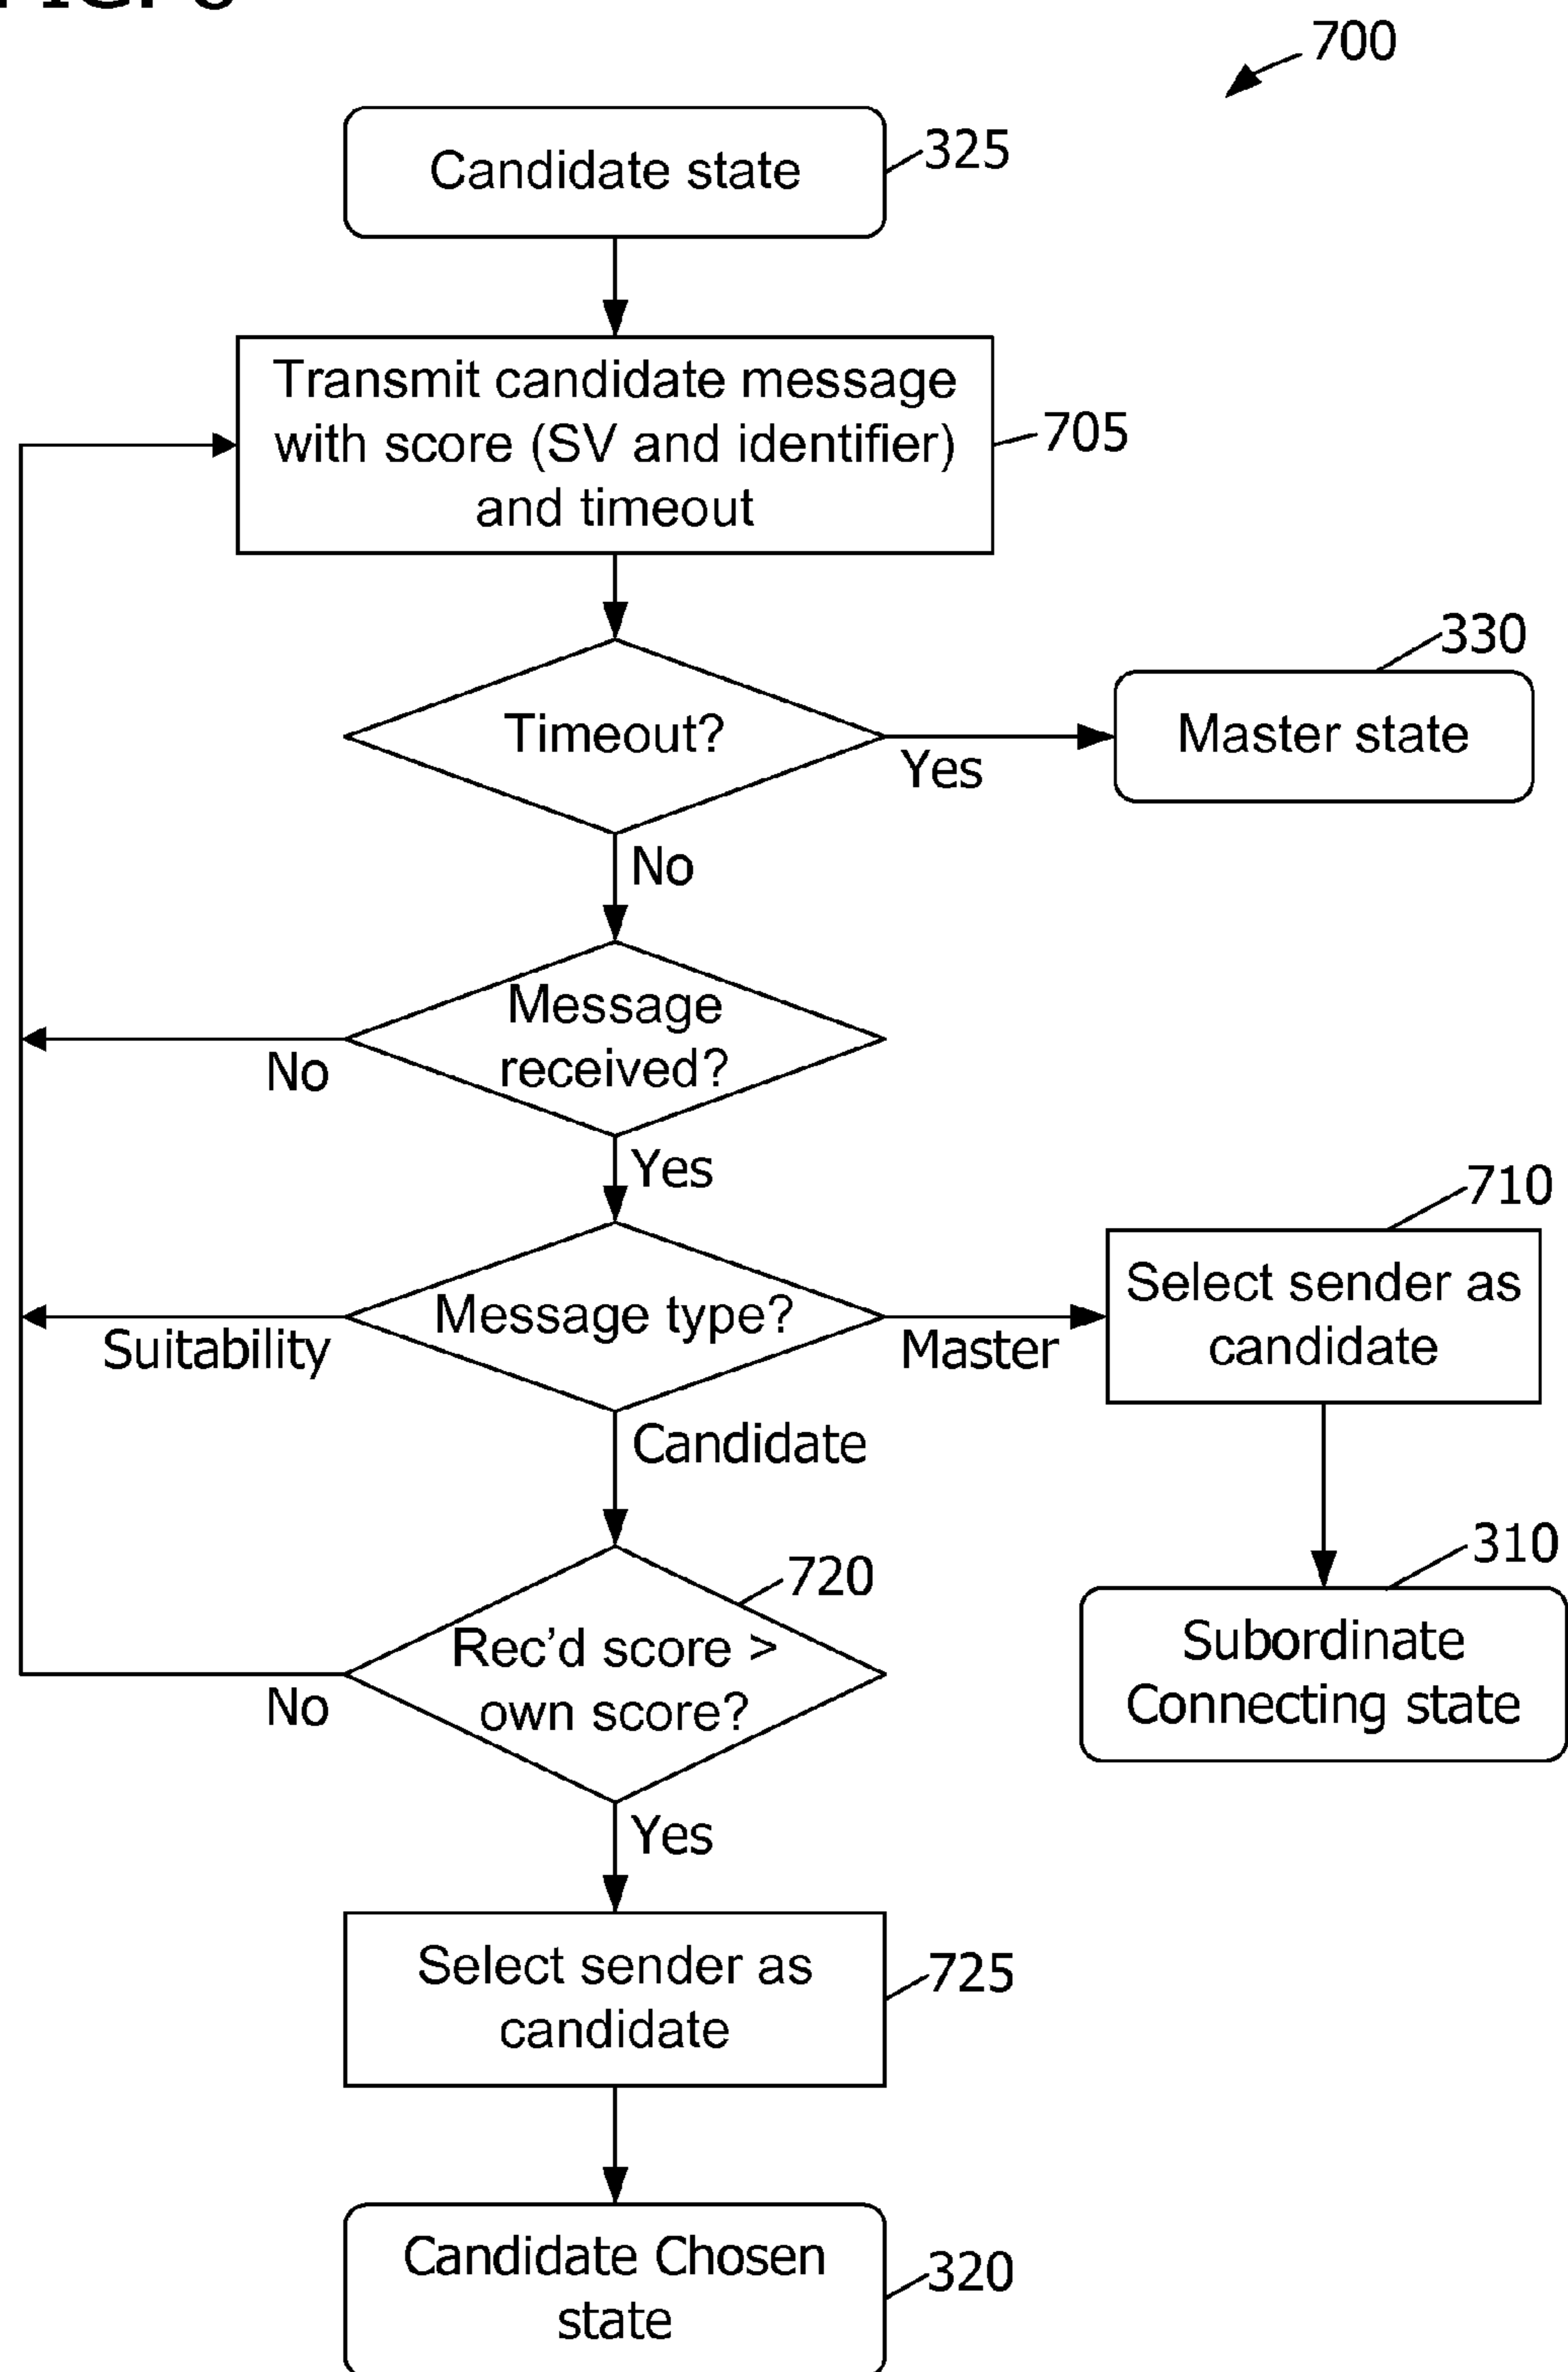 700
Candidate state
325
Transmit candidate message
with score (SV and identifier)
and timeout
705
Timeout?
Yes
330
Master state
No
Message
received?
No
Yes
710
Message type?
Suitability
Master
Select sender as
candidate
Candidate
310
Subordinate
Connecting state
720
Rec'd score >
own score?
No
Yes
Select sender as
candidate
725
Candidate Chosen
state
320